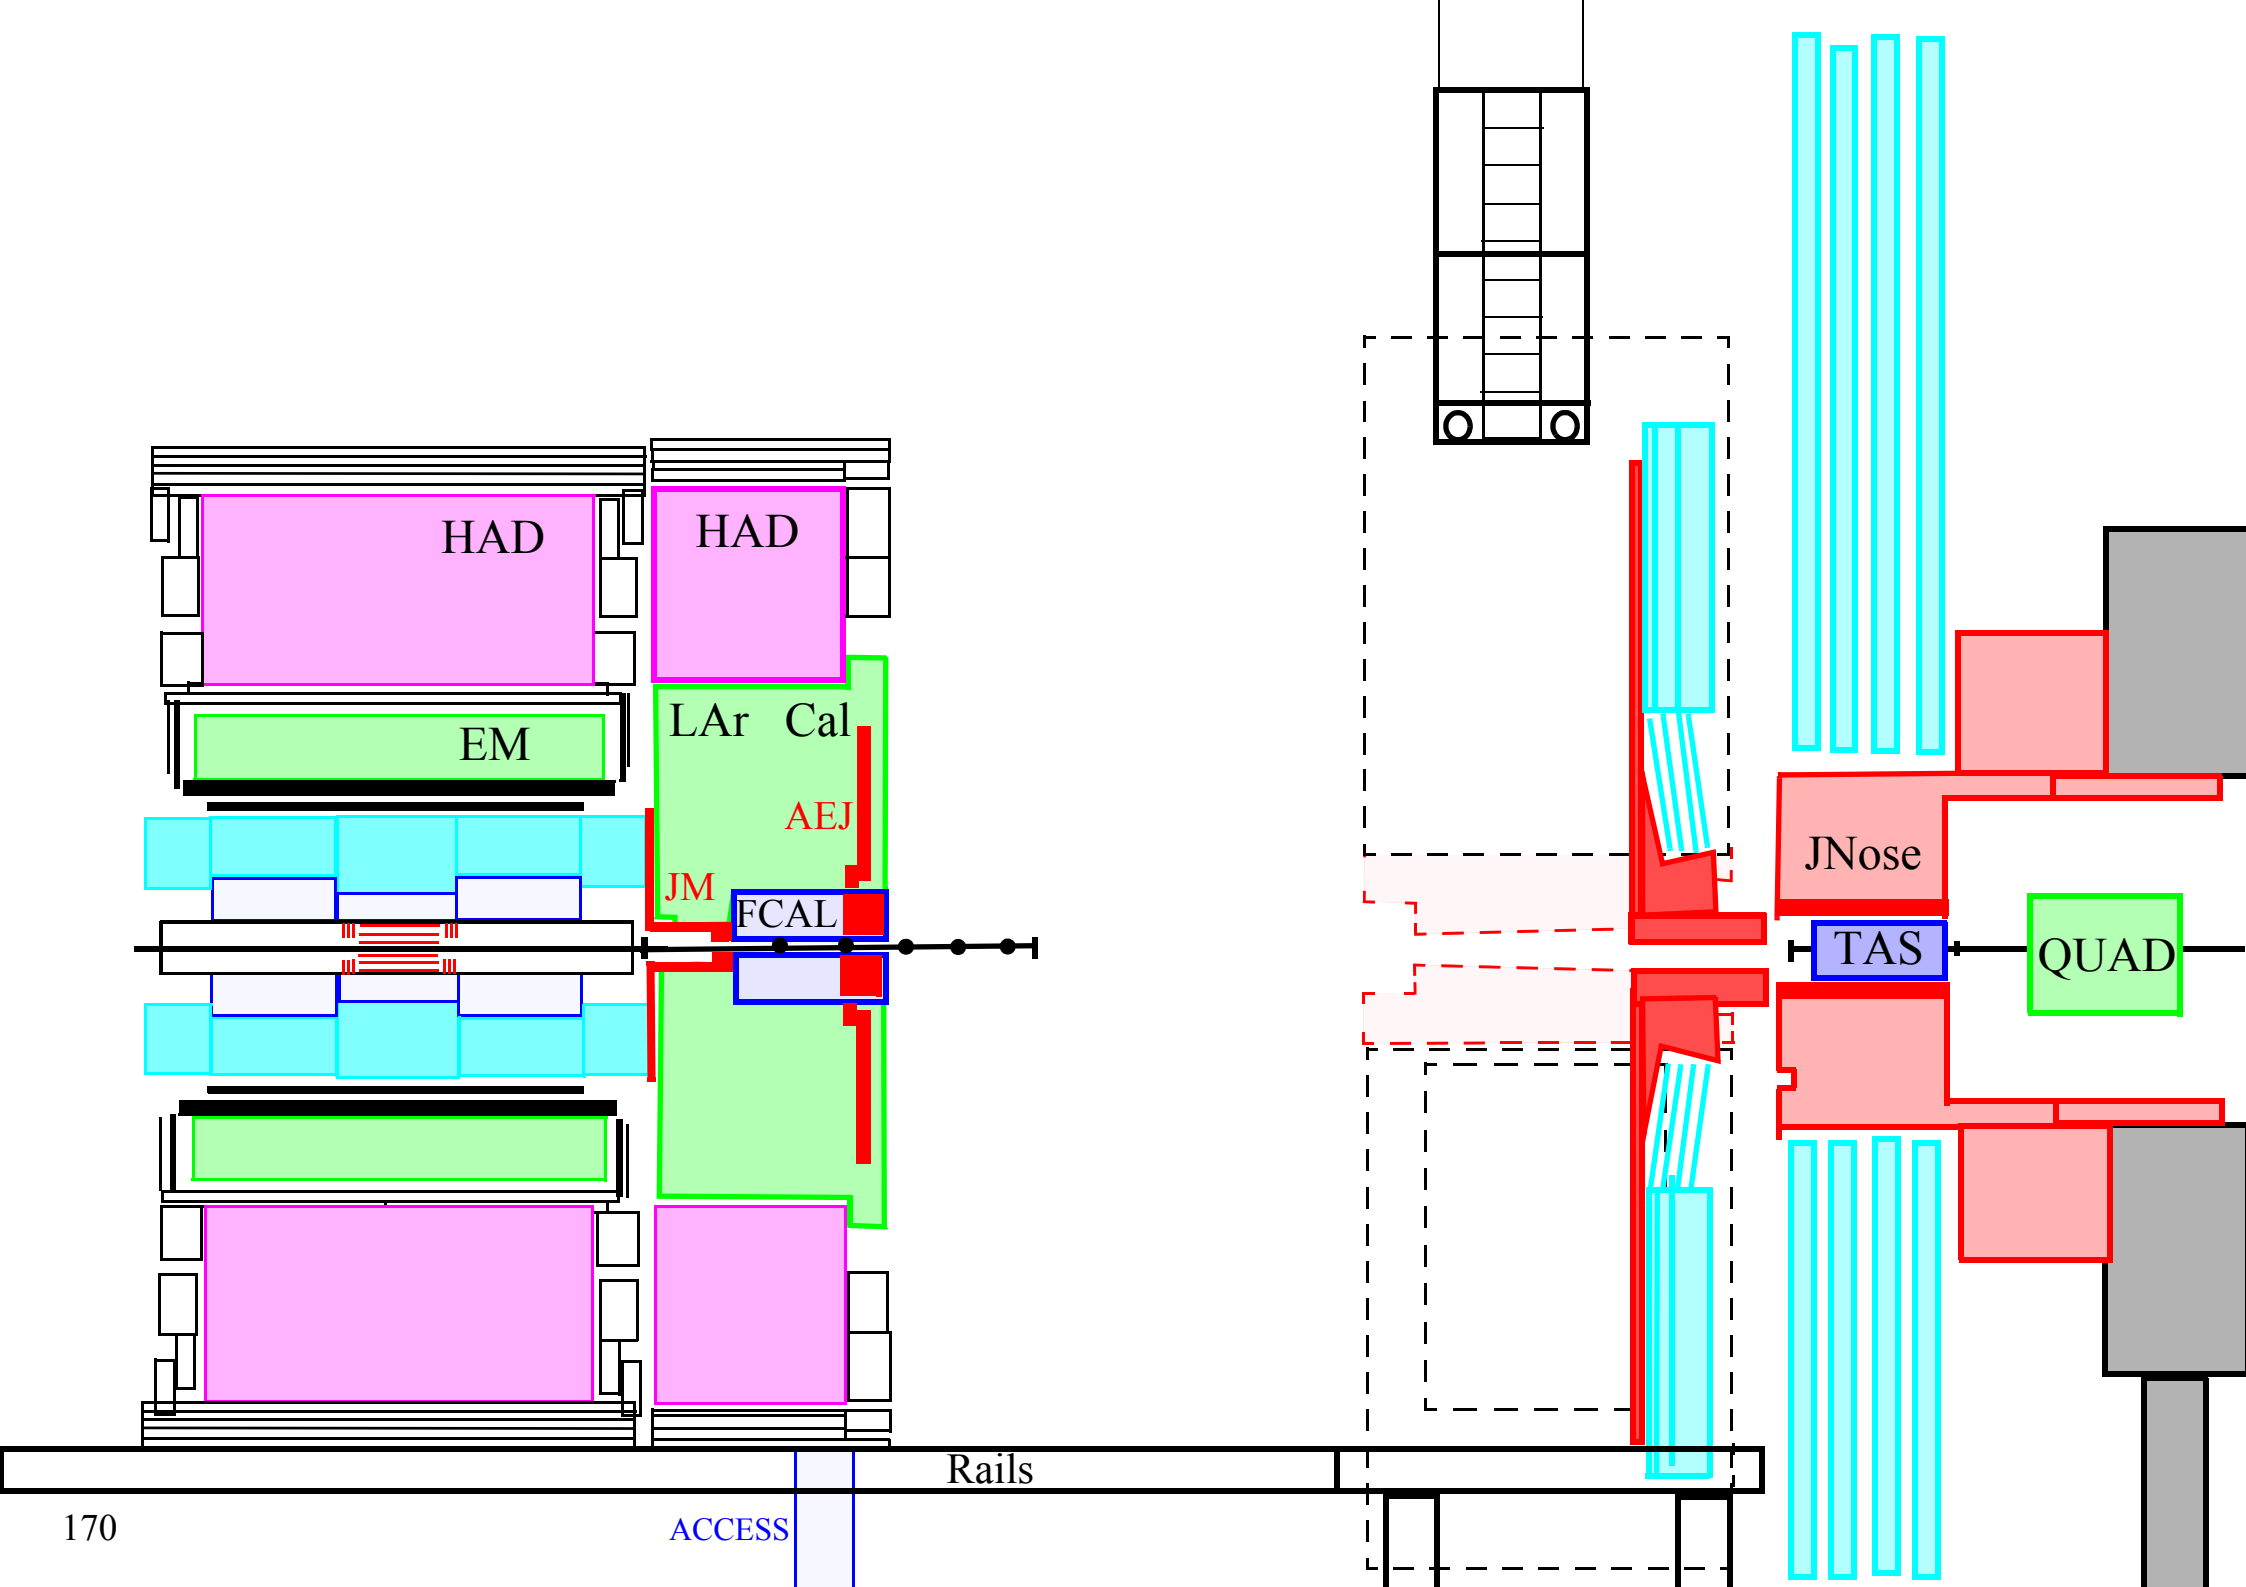 HAD
HAD
LAr Cal
EM
AEJ
JM
FCAL
JNose
TAS
QUAD
Rails
170
ACCESS